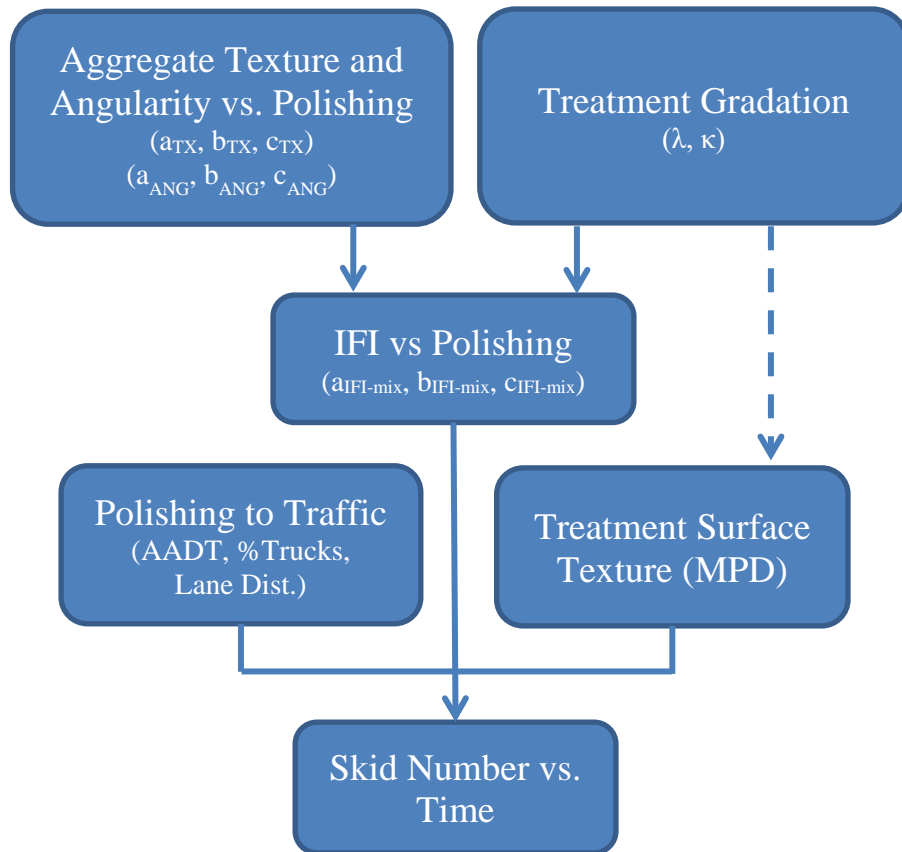 Aggregate Texture and
Angularity vs. Polishing
(aTX, bTX, cTX)
(aANG, bANG, cANG)
Treatment Gradation
(λ, κ)
IFI vs Polishing
(aIFI-mix, bIFI-mix, cIFI-mix)
Polishing to Traffic
(AADT, %Trucks,
Lane Dist.)
Treatment Surface
Texture (MPD)
Skid Number vs.
Time